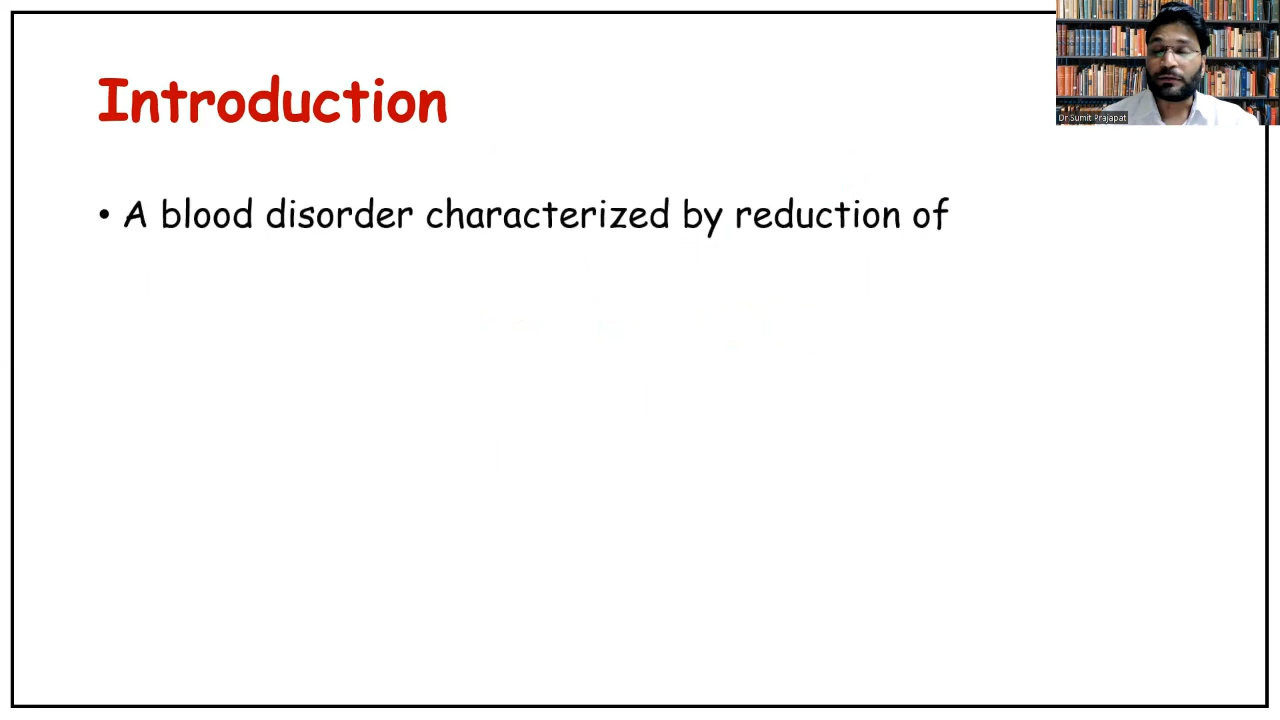 Introduction
• A blood disorder characterized by reduction of
Dr Sumit Prajapat